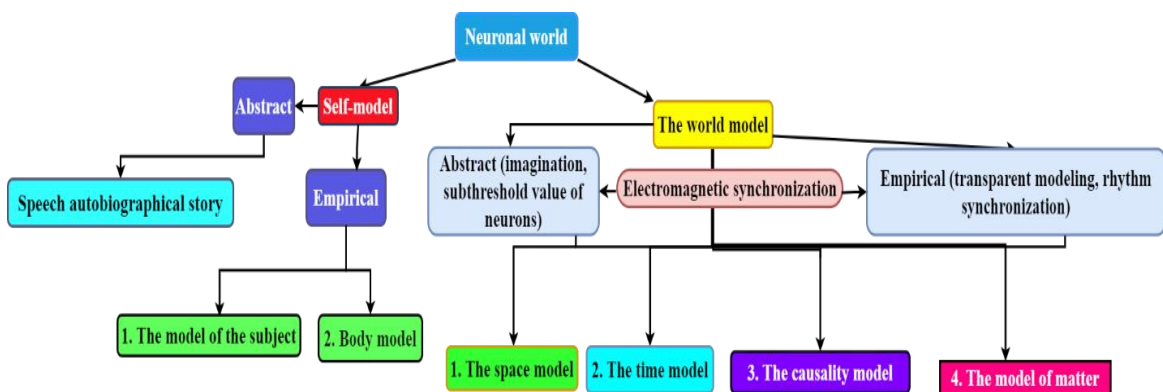 Neuronal world
Abstract
Self-model
The world model
Speech autobiographical story
Empirical
Abstract (imagination,
subthreshold value of
neurons)
Electromagnetic synchronization
Empirical (transparent modeling, rhythm
synchronization)
1. The model of the subject
2. Body model
1. The space model
2. The time model
3. The causality model
4. The model of matter